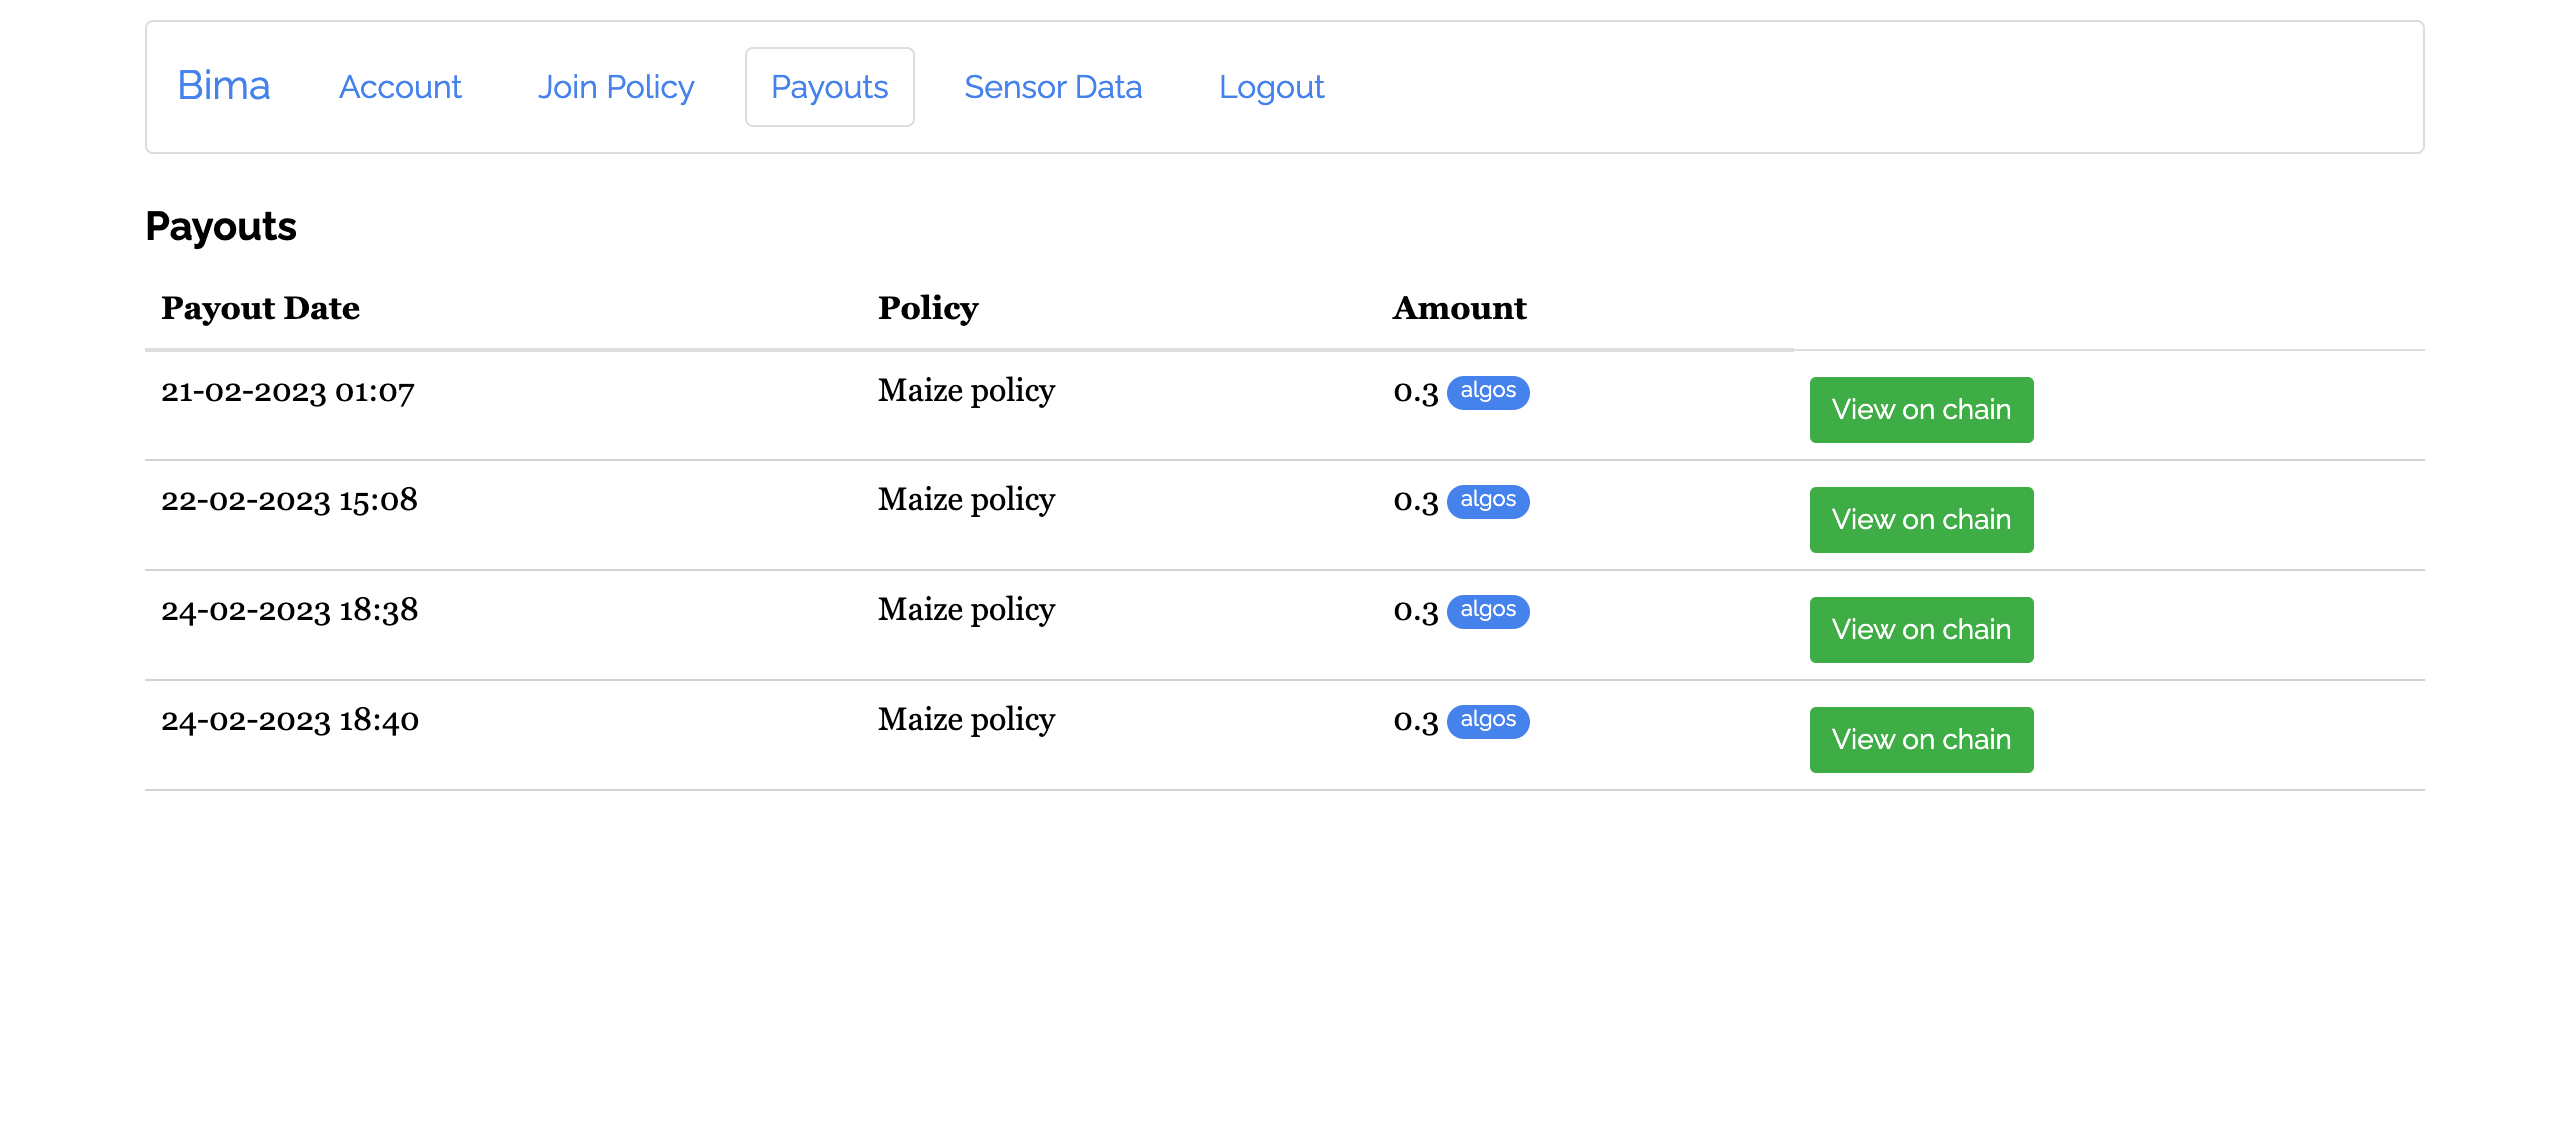 Bima Account Join Policy Payouts Sensor Data Logout
Payouts
Payout Date Policy Amount
21-02-2023 01:07 Maize policy 0.3 algos View on chain
22-02-2023 15:08 Maize policy 0.3 algos View on chain
24-02-2023 18:38 Maize policy 0.3 algos View on chain
24-02-2023 18:40 Maize policy 0.3 algos View on chain